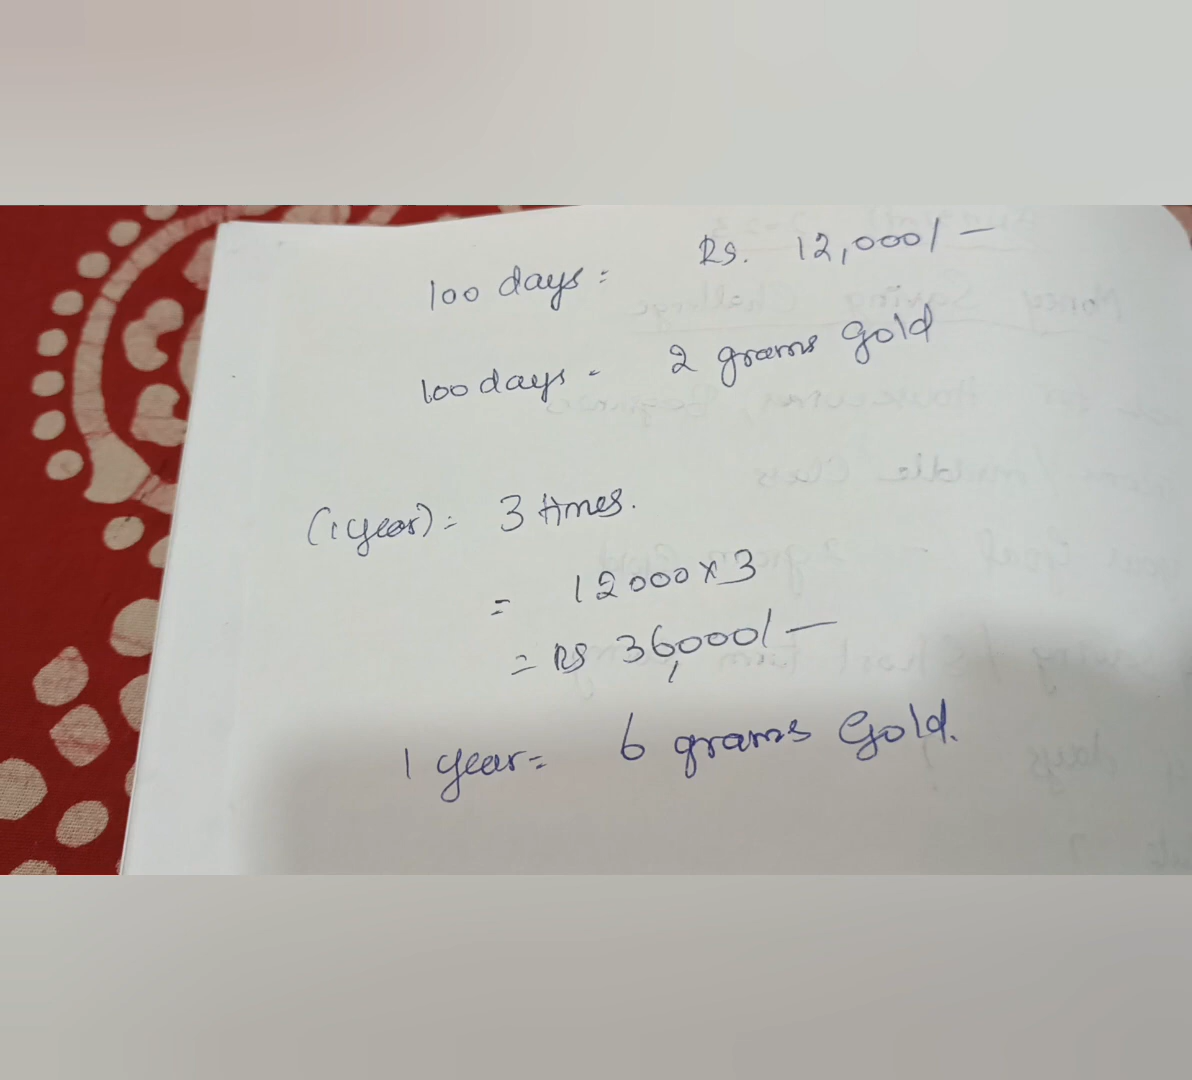 100 days = Rs. 12,000/-
100 days - 2 grams Gold
(1 year) = 3 times.
= 12000 x 3
= Rs 36,000/-
1 year = 6 grams Gold.